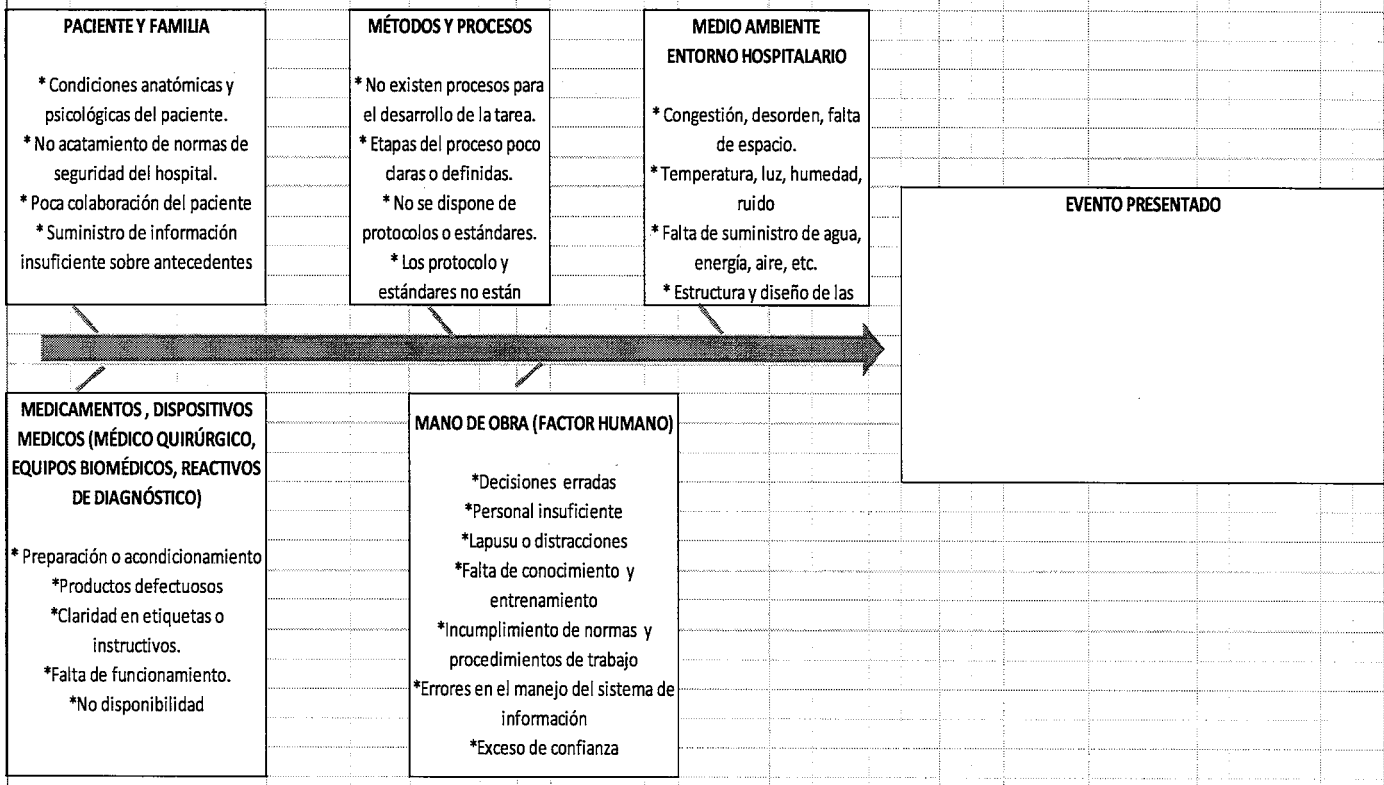 PACIENTE Y FAMILIA
* Condiciones anatómicas y
psicológicas del paciente.
* No acatamiento de normas de
seguridad del hospital.
* Poca colaboración del paciente
* Suministro de información
insuficiente sobre antecedentes
MÉTODOS Y PROCESOS
* No existen procesos para
el desarrollo de la tarea.
* Etapas del proceso poco
claras o definidas.
* No se dispone de
protocolos o estándares.
* Los protocolo y
estándares no están
MEDIO AMBIENTE
ENTORNO HOSPITALARIO
* Congestión, desorden, falta
de espacio.
* Temperatura, luz, humedad,
ruido
* Falta de suministro de agua,
energía, aire, etc.
* Estructura y diseño de las
EVENTO PRESENTADO
MEDICAMENTOS , DISPOSITIVOS
MEDICOS (MÉDICO QUIRÚRGICO,
EQUIPOS BIOMÉDICOS, REACTIVOS
DE DIAGNÓSTICO)
* Preparación o acondicionamiento
*Productos defectuosos
*Claridad en etiquetas o
instructivos.
*Falta de funcionamiento.
*No disponibilidad
MANO DE OBRA (FACTOR HUMANO)
*Decisiones erradas
*Personal insuficiente
*Lapusu o distracciones
*Falta de conocimiento y
entrenamiento
*Incumplimiento de normas y
procedimientos de trabajo
*Errores en el manejo del sistema de
información
*Exceso de confianza